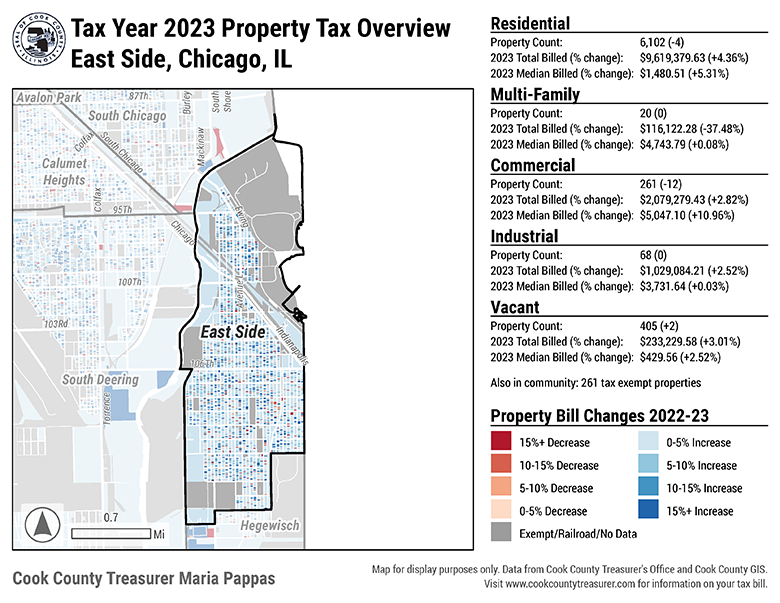 SEAL OF COOK COUNTY
ILLINOIS
Tax Year 2023 Property Tax Overview
East Side, Chicago, IL
Avalon Park
87Th
Burley
South Shore
South Chicago
Colfax
South Chicago
Mackinaw
Calumet
Heights
Colfax
95Th
Ewing
Chicago
100Th
Avenue L
103Rd
East Side
Indianapolis
106Th
South Deering
Torrence
0.7
Mi
Hegewisch
Residential
Property Count: 6,102 (-4)
2023 Total Billed (% change): $9,619,379.63 (+4.36%)
2023 Median Billed (% change): $1,480.51 (+5.31%)
Multi-Family
Property Count: 20 (0)
2023 Total Billed (% change): $116,122.28 (-37.48%)
2023 Median Billed (% change): $4,743.79 (+0.08%)
Commercial
Property Count: 261 (-12)
2023 Total Billed (% change): $2,079,279.43 (+2.82%)
2023 Median Billed (% change): $5,047.10 (+10.96%)
Industrial
Property Count: 68 (0)
2023 Total Billed (% change): $1,029,084.21 (+2.52%)
2023 Median Billed (% change): $3,731.64 (+0.03%)
Vacant
Property Count: 405 (+2)
2023 Total Billed (% change): $233,229.58 (+3.01%)
2023 Median Billed (% change): $429.56 (+2.52%)
Also in community: 261 tax exempt properties
Property Bill Changes 2022-23
15%+ Decrease 0-5% Increase
10-15% Decrease 5-10% Increase
5-10% Decrease 10-15% Increase
0-5% Decrease 15%+ Increase
Exempt/Railroad/No Data
Cook County Treasurer Maria Pappas
Map for display purposes only. Data from Cook County Treasurer's Office and Cook County GIS.
Visit www.cookcountytreasurer.com for information on your tax bill.